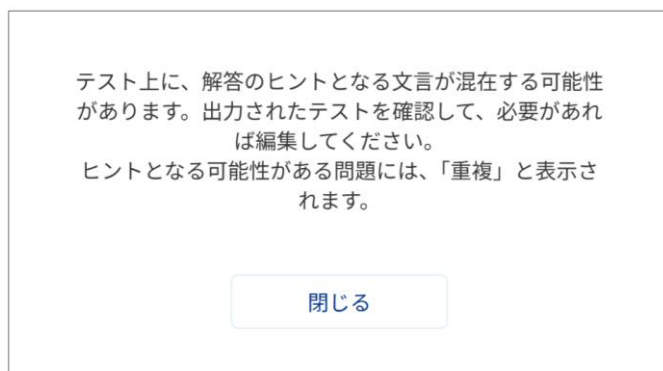 テスト上に、解答のヒントとなる文言が混在する可能性
があります。出力されたテストを確認して、必要があれ
ば編集してください。
ヒントとなる可能性がある問題には、「重複」と表示さ
れます。
閉じる